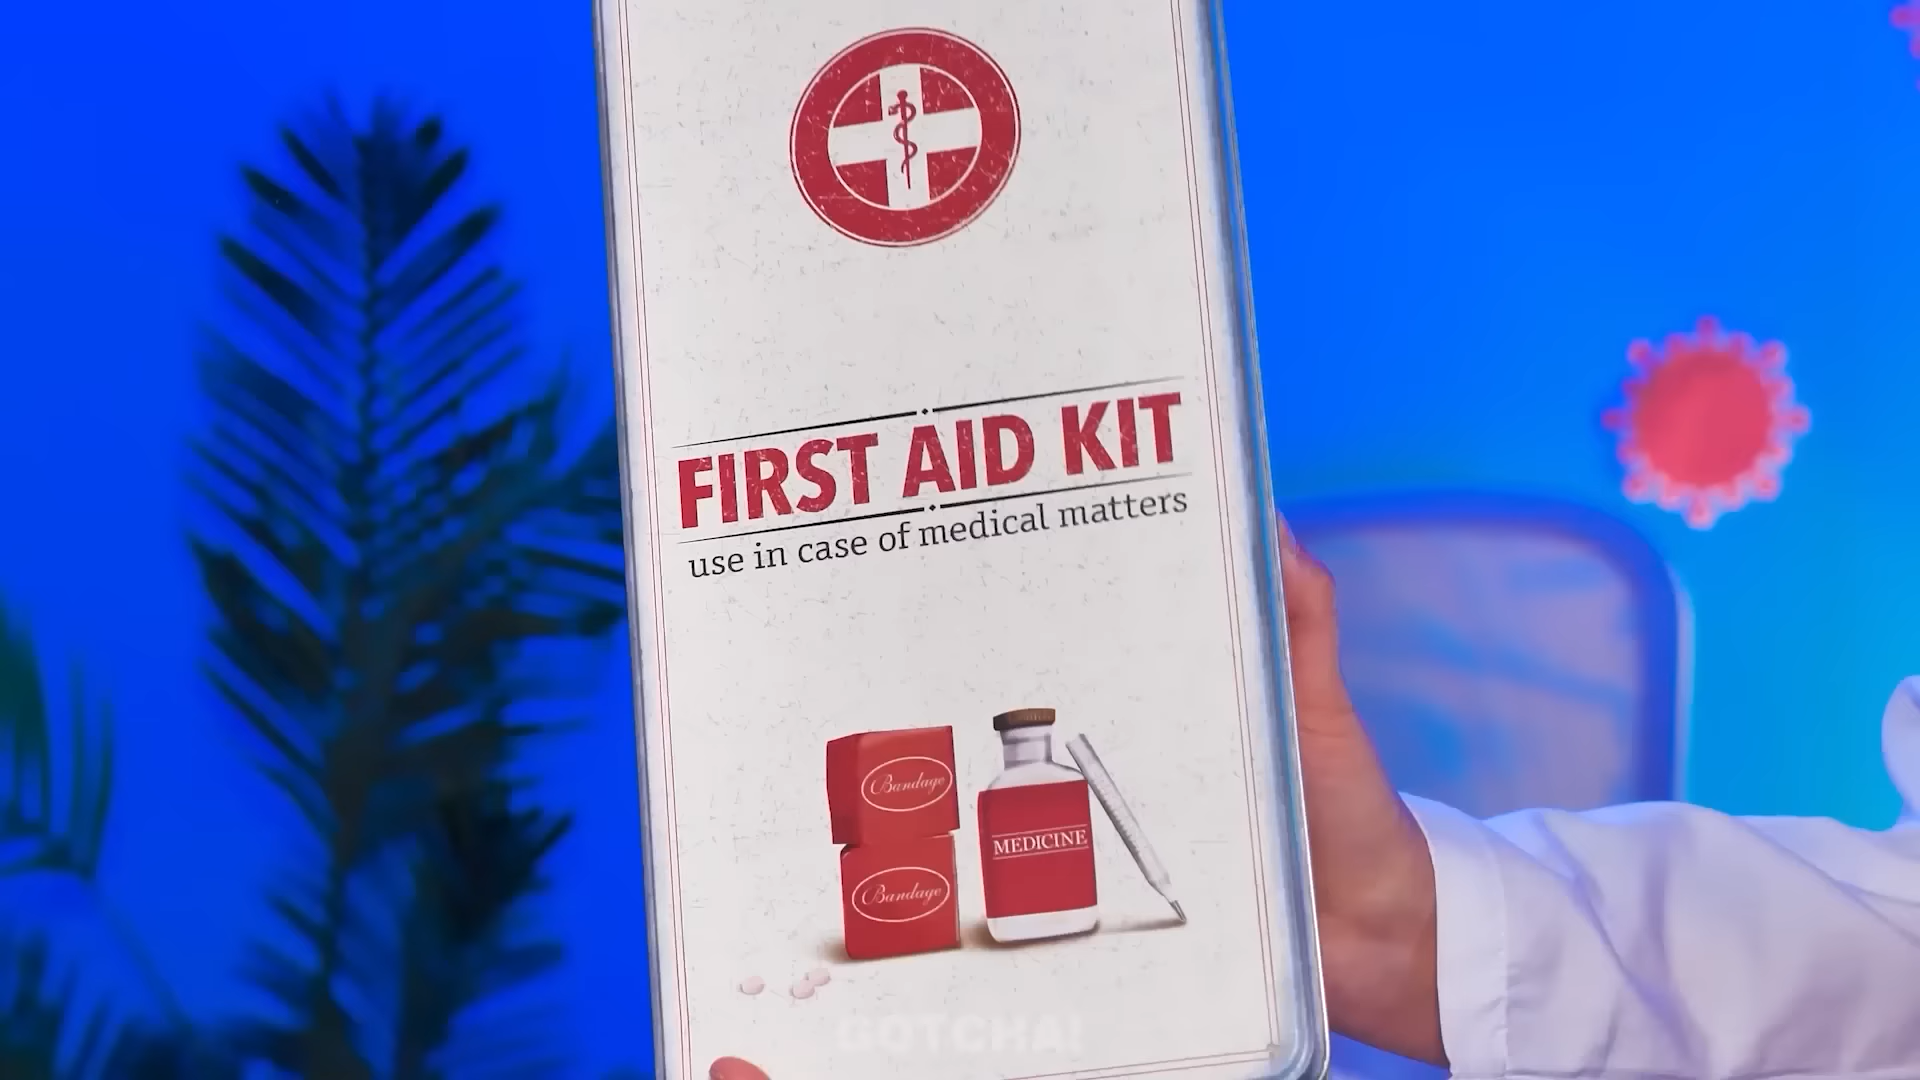 FIRST AID KIT
use in case of medical matters
Bandage
MEDICINE
Bandage
GOTCHA!